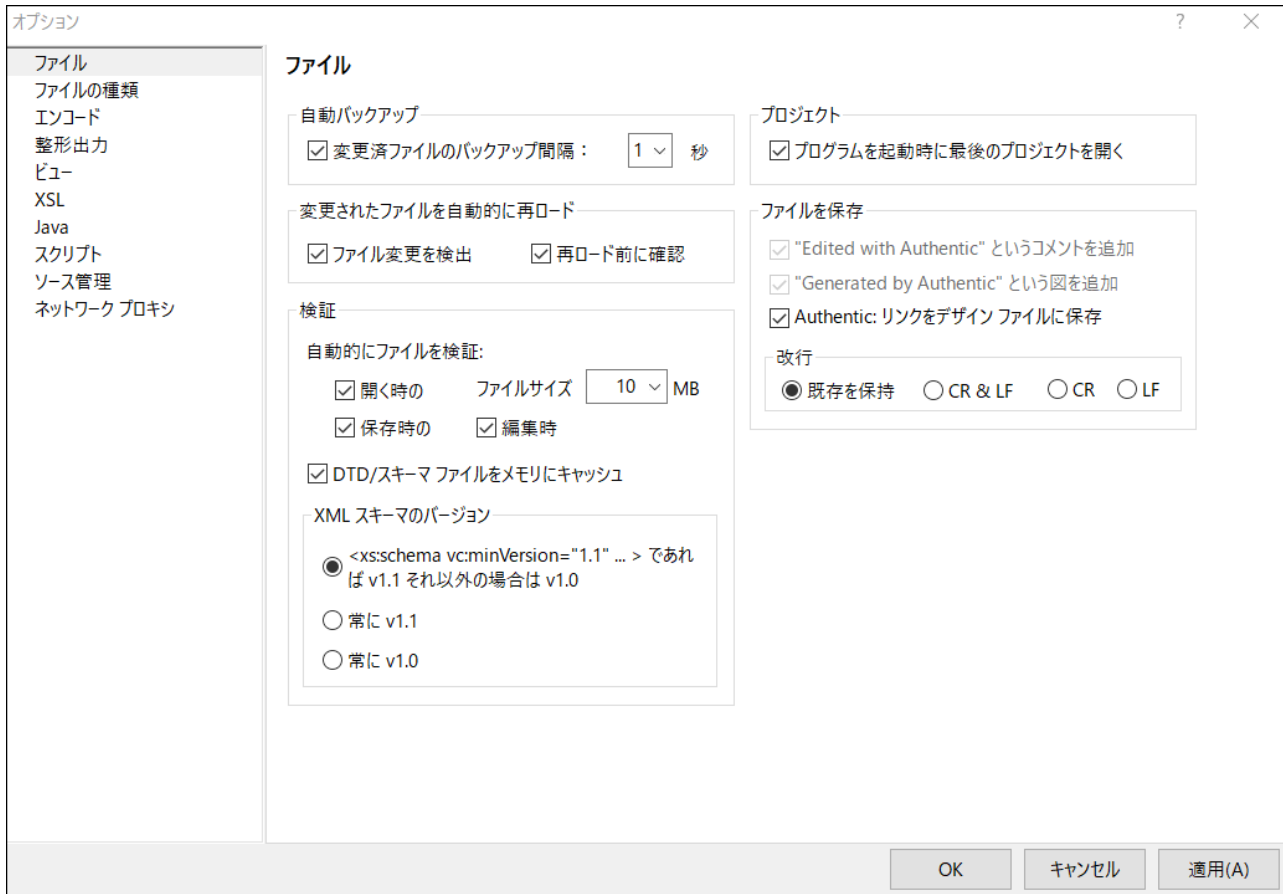 オプション
?
ファイル
ファイルの種類
エンコード
整形出力
ビュー
XSL
Java
スクリプト
ソース管理
ネットワーク プロキシ
ファイル
自動バックアップ
変更済ファイルのバックアップ間隔： 1 秒
変更されたファイルを自動的に再ロード
ファイル変更を検出 再ロード前に確認
検証
自動的にファイルを検証:
開く時の ファイルサイズ 10 MB
保存時の 編集時
DTD/スキーマ ファイルをメモリにキャッシュ
XML スキーマのバージョン
<xs:schema vc:minVersion="1.1" ... > であれ
ば v1.1 それ以外の場合は v1.0
常に v1.1
常に v1.0
プロジェクト
プログラムを起動時に最後のプロジェクトを開く
ファイルを保存
"Edited with Authentic" というコメントを追加
"Generated by Authentic" という図を追加
Authentic: リンクをデザイン ファイルに保存
改行
既存を保持 CR & LF CR LF
OK キャンセル 適用(A)